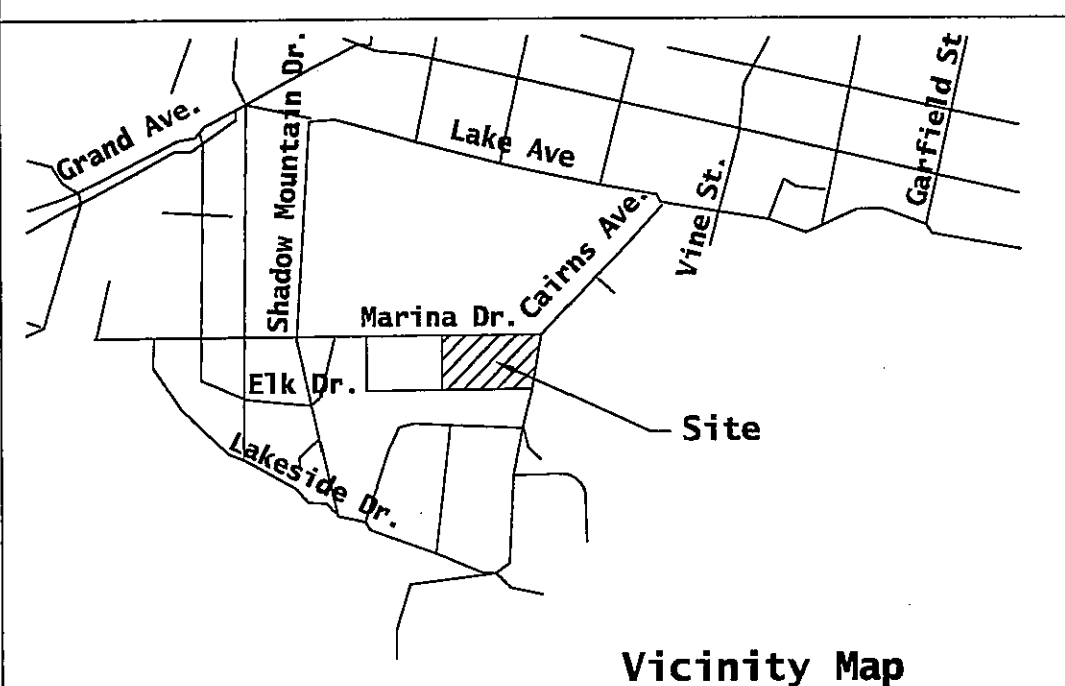 Grand Ave.
Shadow Mountain Dr.
Lake Ave
Garfield St
Vine St.
Cairns Ave.
Marina Dr.
Elk Dr.
Site
Lakeside Dr.
Vicinity Map